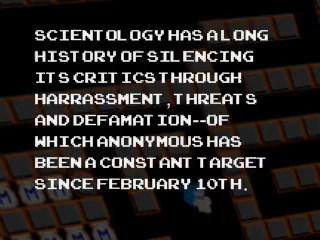 SCIENTOLOGY HAS A LONG
HISTORY OF SILENCING
ITS CRITICS THROUGH
HARRASSMENT, THREATS
AND DEFAMATION--OF
WHICH ANONYMOUS HAS
BEEN A CONSTANT TARGET
SINCE FEBRUARY 10TH.